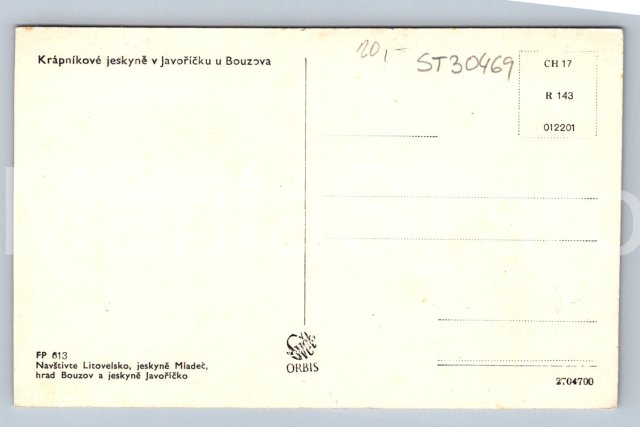 Krápníkové jeskyně v Javoříčku u Bouzova
20,-
ST30469
CH 17
R 143
012201
FP 613
Navštivte Litovelsko, jeskyně Mladeč,
hrad Bouzov a jeskyně Javoříčko
ORBIS
2704700